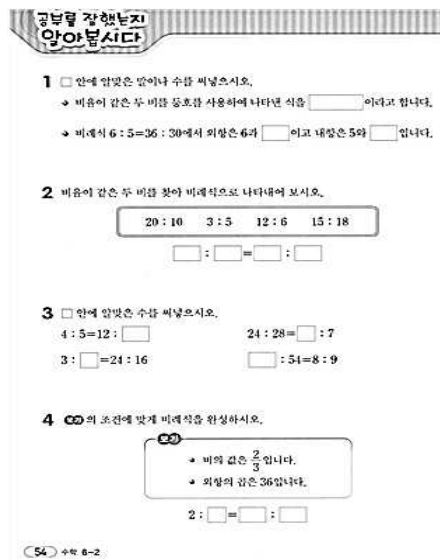 공부를 잘했는지
알아봅시다
1 □ 안에 알맞은 말이나 수를 써넣으시오.
비율이 같은 두 비를 등호를 사용하여 나타낸 식을 □ 이라고 합니다.
비례식 6 : 5=36 : 30에서 외항은 6과 □ 이고 내항은 5와 □ 입니다.
2 비율이 같은 두 비를 찾아 비례식으로 나타내어 보시오.
20 : 10 3 : 5 12 : 6 15 : 18
□ : □=□ : □
3 □ 안에 알맞은 수를 써넣으시오.
4 : 5=12 : □ 24 : 28=□ : 7
3 : □=24 : 16 □ : 54=8 : 9
4 보기의 조건에 맞게 비례식을 완성하시오.
보기
비의 값은 2/3입니다.
외항의 곱은 36입니다.
2 : □=□ : □
54 수학 6-2